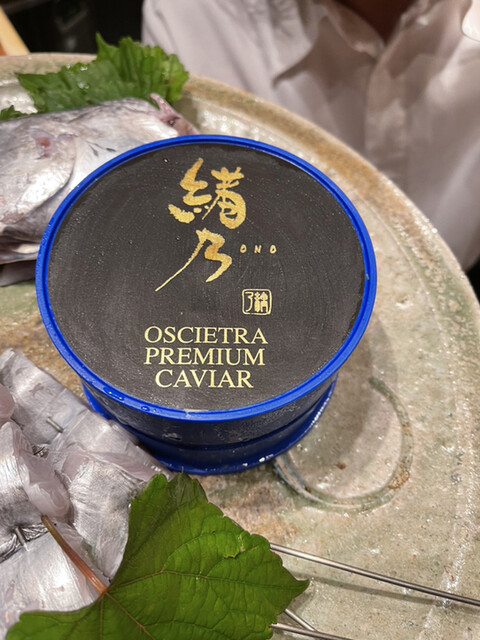 緒乃
ONO
OSCIETRA
PREMIUM
CAVIAR